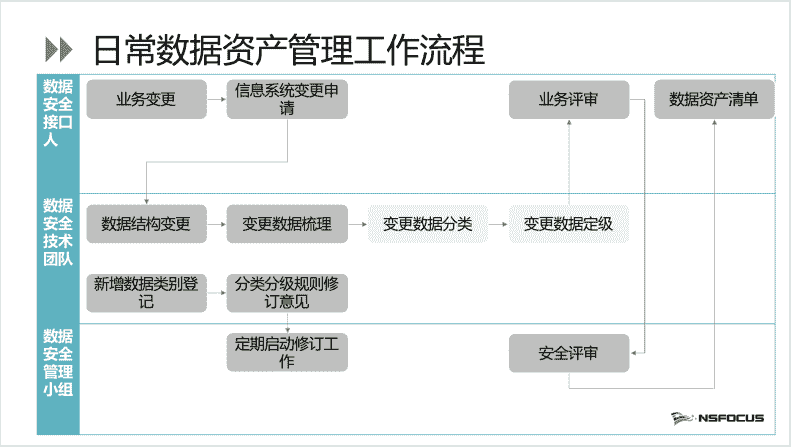 日常数据资产管理工作流程
数据
安全
接口
人
业务变更
信息系统变更申
请
业务评审
数据资产清单
数据
安全
技术
团队
数据结构变更
变更数据梳理
变更数据分类
变更数据定级
新增数据类别登
记
分类分级规则修
订意见
数据
安全
管理
小组
定期启动修订工
作
安全评审
NSFOCUS